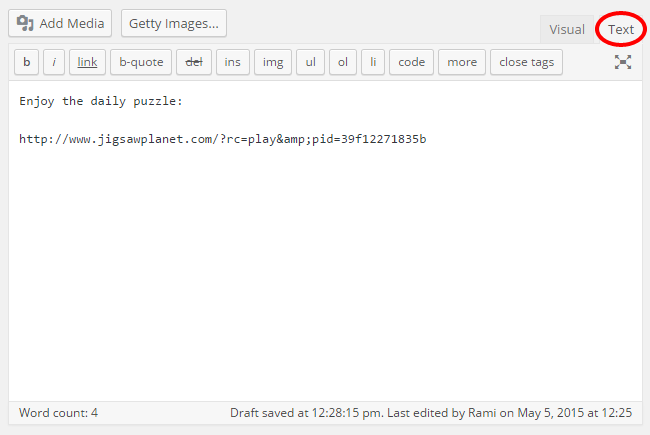 Add Media Getty Images... Visual Text
b i link b-quote del ins img ul ol li code more close tags
Enjoy the daily puzzle:
http://www.jigsawplanet.com/?rc=play&amp;pid=39f12271835b
Word count: 4 Draft saved at 12:28:15 pm. Last edited by Rami on May 5, 2015 at 12:25